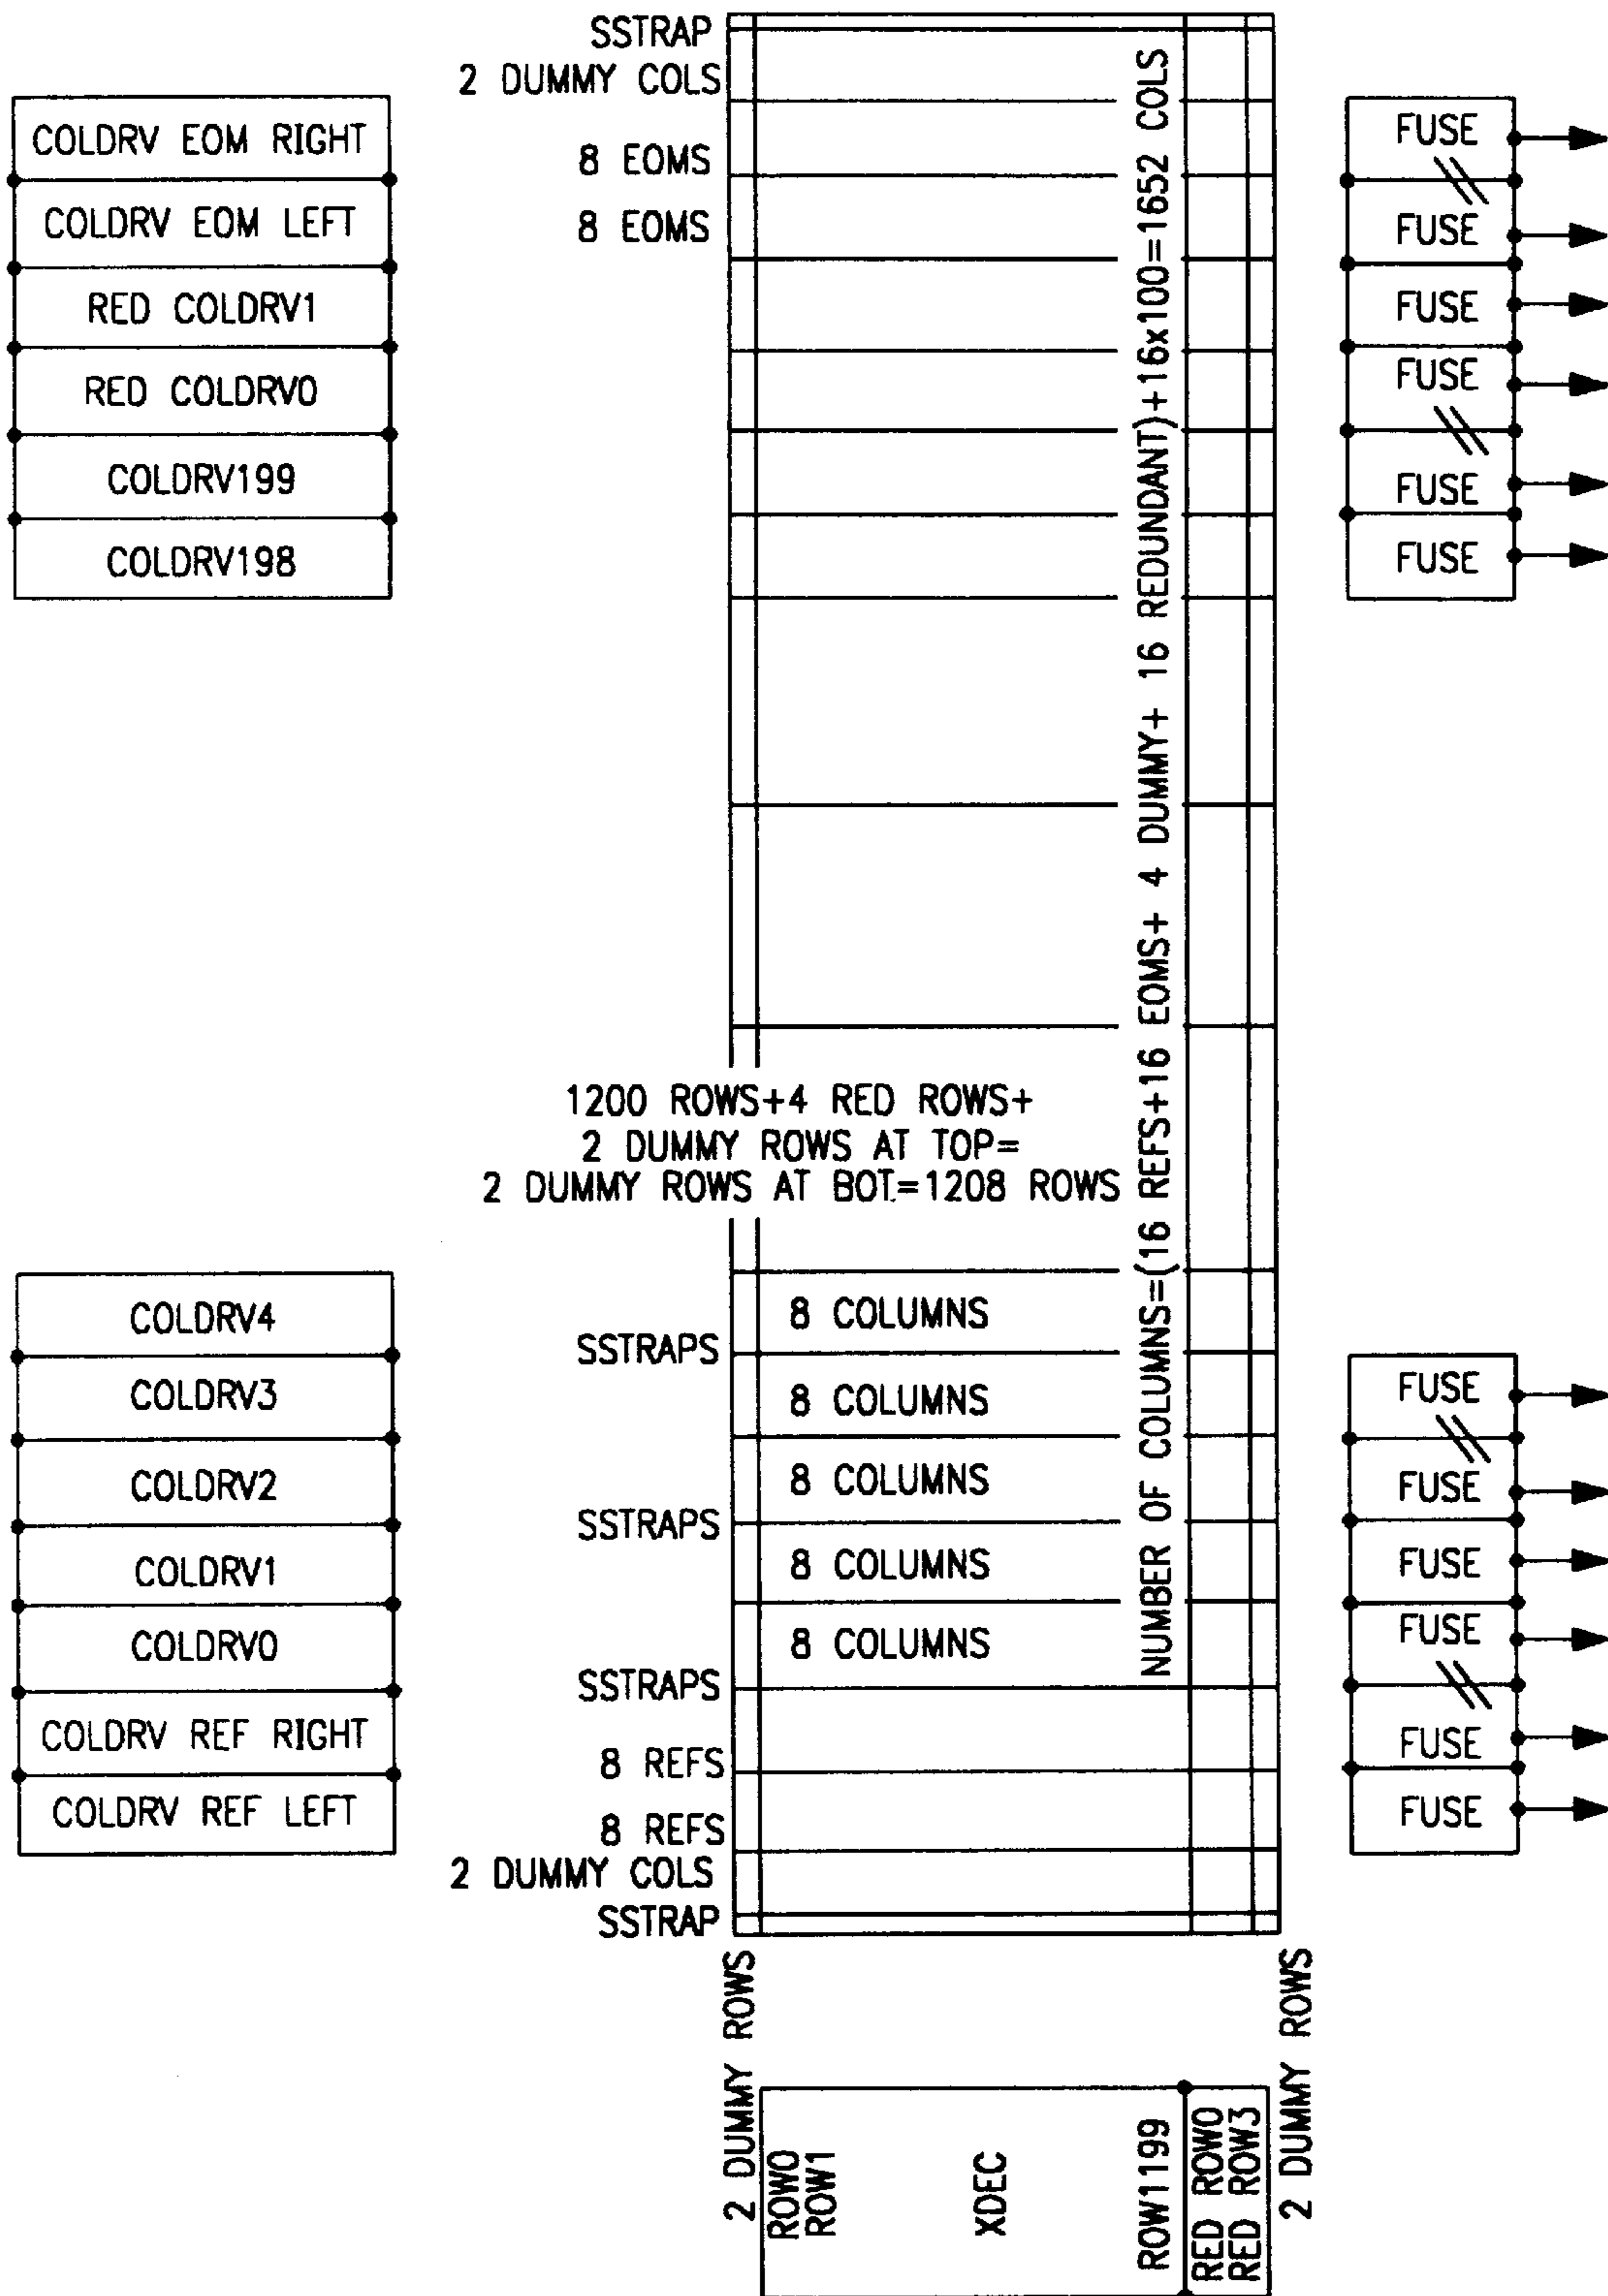 SSTRAP
2 DUMMY COLS
8 EOMS
8 EOMS
COLDRV EOM RIGHT
COLDRV EOM LEFT
RED COLDRV1
RED COLDRV0
COLDRV199
COLDRV198
FUSE
FUSE
FUSE
FUSE
FUSE
FUSE
NUMBER OF COLUMNS=(16 REFS+16 EOMS+ 4 DUMMY+ 16 REDUNDANT)+16x100=1652 COLS
1200 ROWS+4 RED ROWS+
2 DUMMY ROWS AT TOP=
2 DUMMY ROWS AT BOT.=1208 ROWS
COLDRV4
COLDRV3
COLDRV2
COLDRV1
COLDRV0
COLDRV REF RIGHT
COLDRV REF LEFT
8 COLUMNS
SSTRAPS
8 COLUMNS
8 COLUMNS
SSTRAPS
8 COLUMNS
8 COLUMNS
SSTRAPS
8 REFS
8 REFS
2 DUMMY COLS
SSTRAP
FUSE
FUSE
FUSE
FUSE
FUSE
FUSE
2 DUMMY ROWS
ROW0
ROW1
XDEC
ROW1199
RED ROW0
RED ROW3
2 DUMMY ROWS